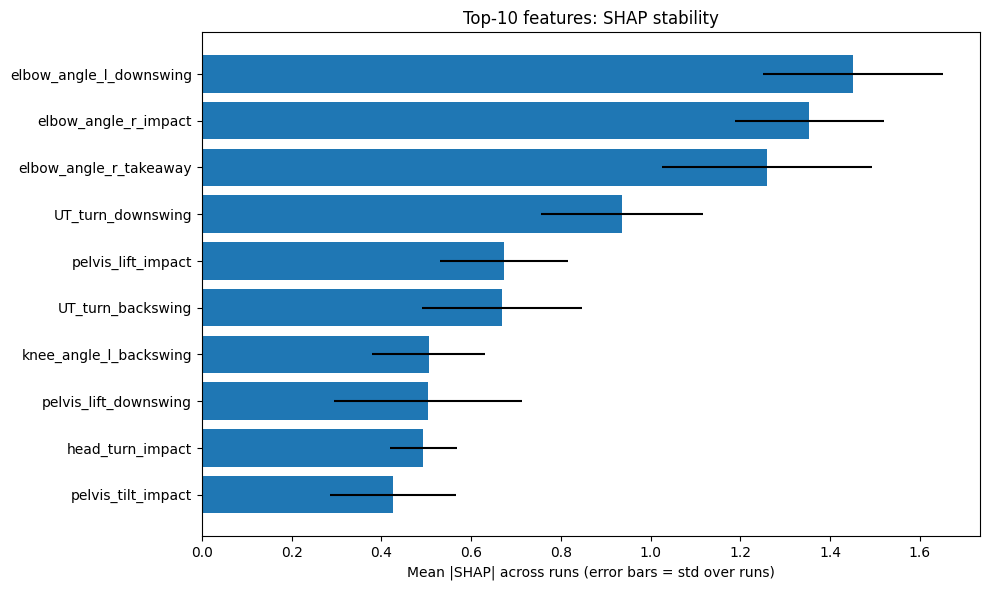 Top-10 features: SHAP stability
elbow_angle_l_downswing
elbow_angle_r_impact
elbow_angle_r_takeaway
UT_turn_downswing
pelvis_lift_impact
UT_turn_backswing
knee_angle_l_backswing
pelvis_lift_downswing
head_turn_impact
pelvis_tilt_impact
0.0 0.2 0.4 0.6 0.8 1.0 1.2 1.4 1.6
Mean |SHAP| across runs (error bars = std over runs)